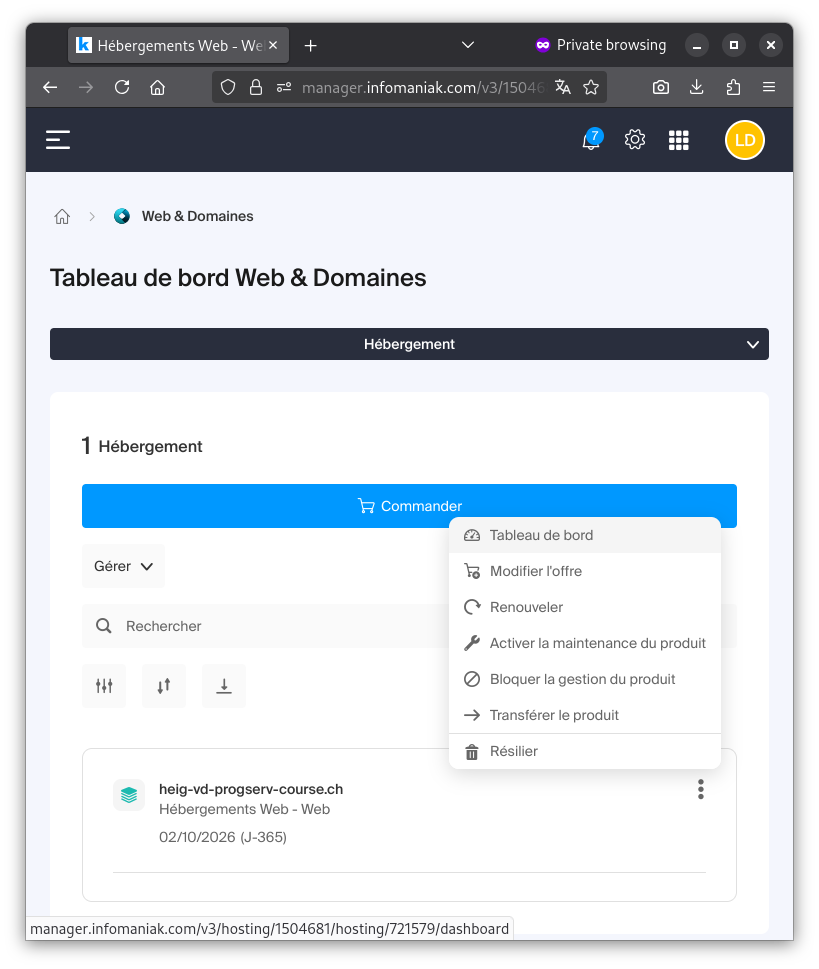 Hébergements Web - We
Private browsing
manager.infomaniak.com/v3/15046
7
LD
Web & Domaines
Tableau de bord Web & Domaines
Hébergement
1 Hébergement
Commander
Tableau de bord
Gérer
Modifier l'offre
Renouveler
Rechercher
Activer la maintenance du produit
Bloquer la gestion du produit
Transférer le produit
Résilier
heig-vd-progserv-course.ch
Hébergements Web - Web
02/10/2026 (J-365)
manager.infomaniak.com/v3/hosting/1504681/hosting/721579/dashboard